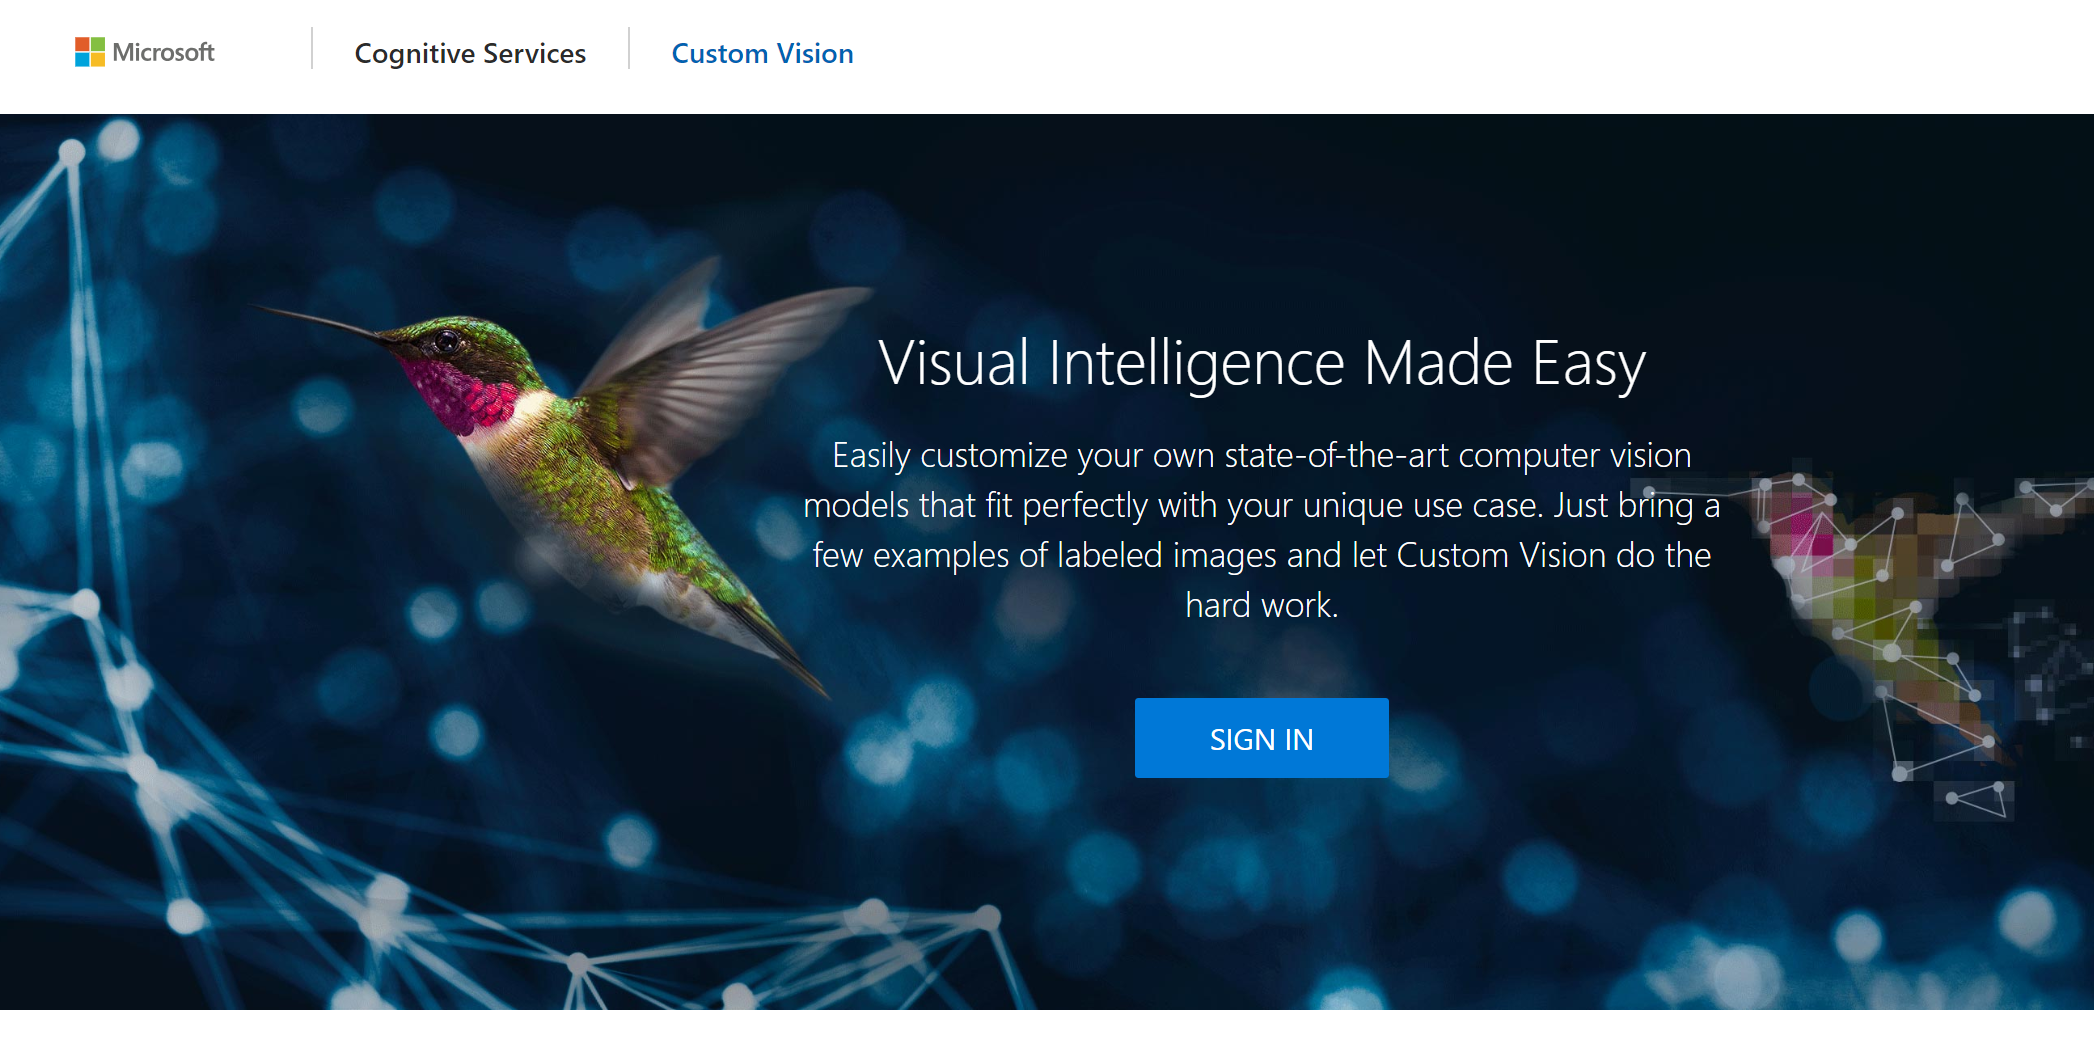 Microsoft
Cognitive Services
Custom Vision
Visual Intelligence Made Easy
Easily customize your own state-of-the-art computer vision
models that fit perfectly with your unique use case. Just bring a
few examples of labeled images and let Custom Vision do the
hard work.
SIGN IN